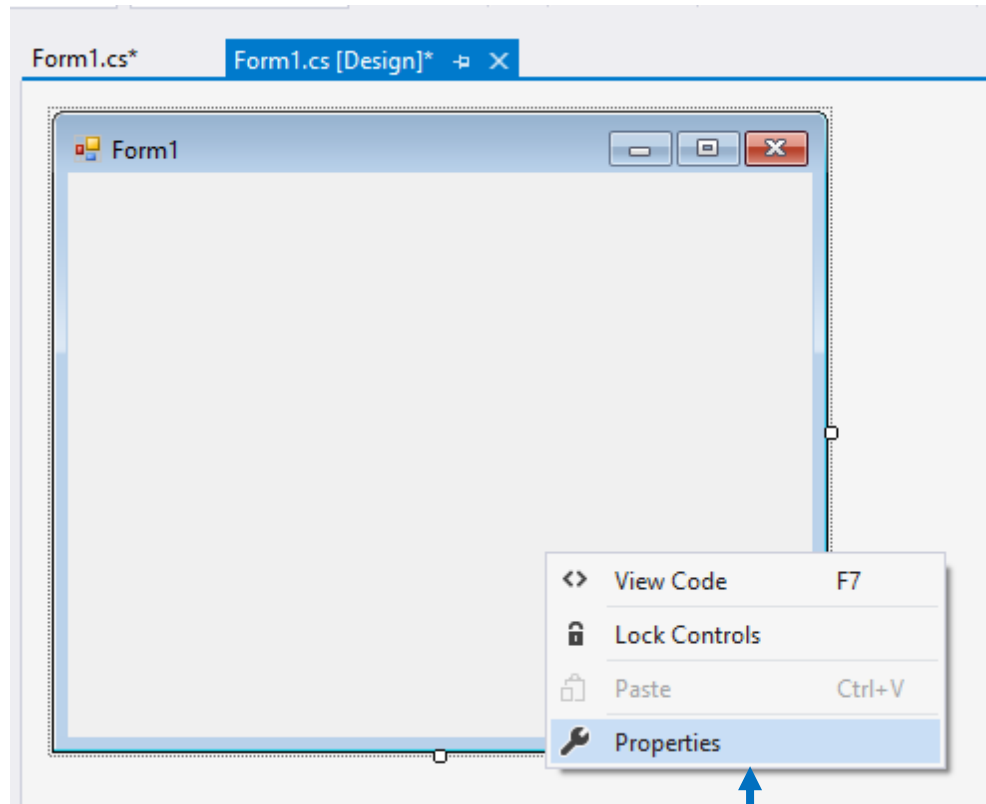 Form1.cs*
Form1.cs [Design]*
Form1
View Code F7
Lock Controls
Paste Ctrl+V
Properties